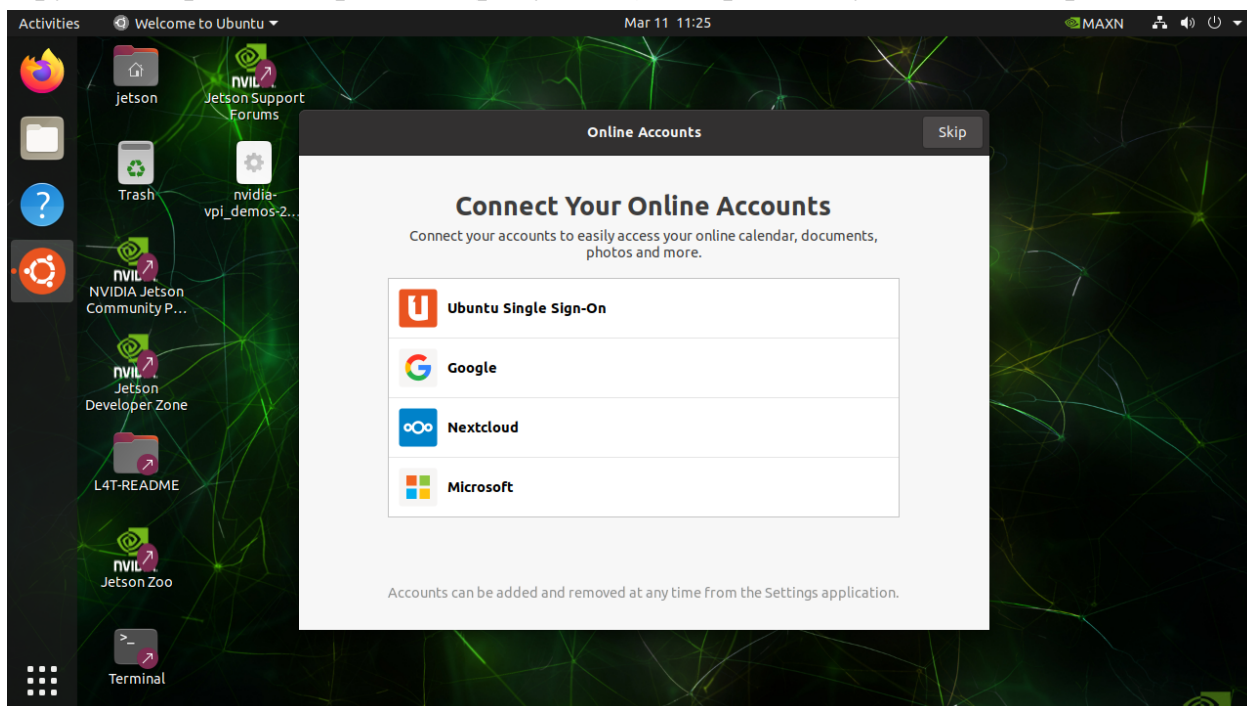 Activities
Welcome to Ubuntu
Mar 11 11:25
MAXN
jetson
Jetson Support
Forums
Trash
nvidia-
vpi_demos-2...
NVIDIA Jetson
Community P...
Jetson
Developer Zone
L4T-README
Jetson Zoo
>_
Terminal
Online Accounts
Skip
Connect Your Online Accounts
Connect your accounts to easily access your online calendar, documents,
photos and more.
Ubuntu Single Sign-On
Google
Nextcloud
Microsoft
Accounts can be added and removed at any time from the Settings application.